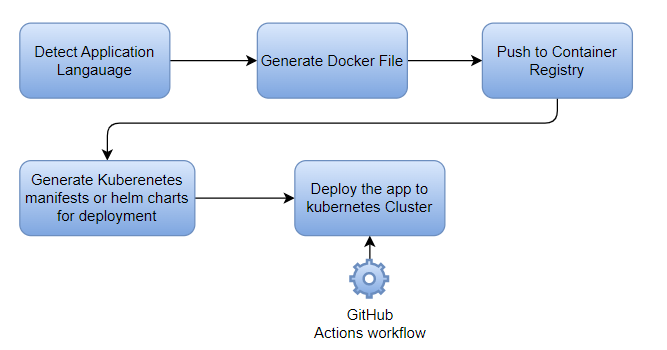 Detect Application
Langauage
Generate Docker File
Push to Container
Registry
Generate Kuberenetes
manifests or helm charts
for deployment
Deploy the app to
kubernetes Cluster
GitHub
Actions workflow